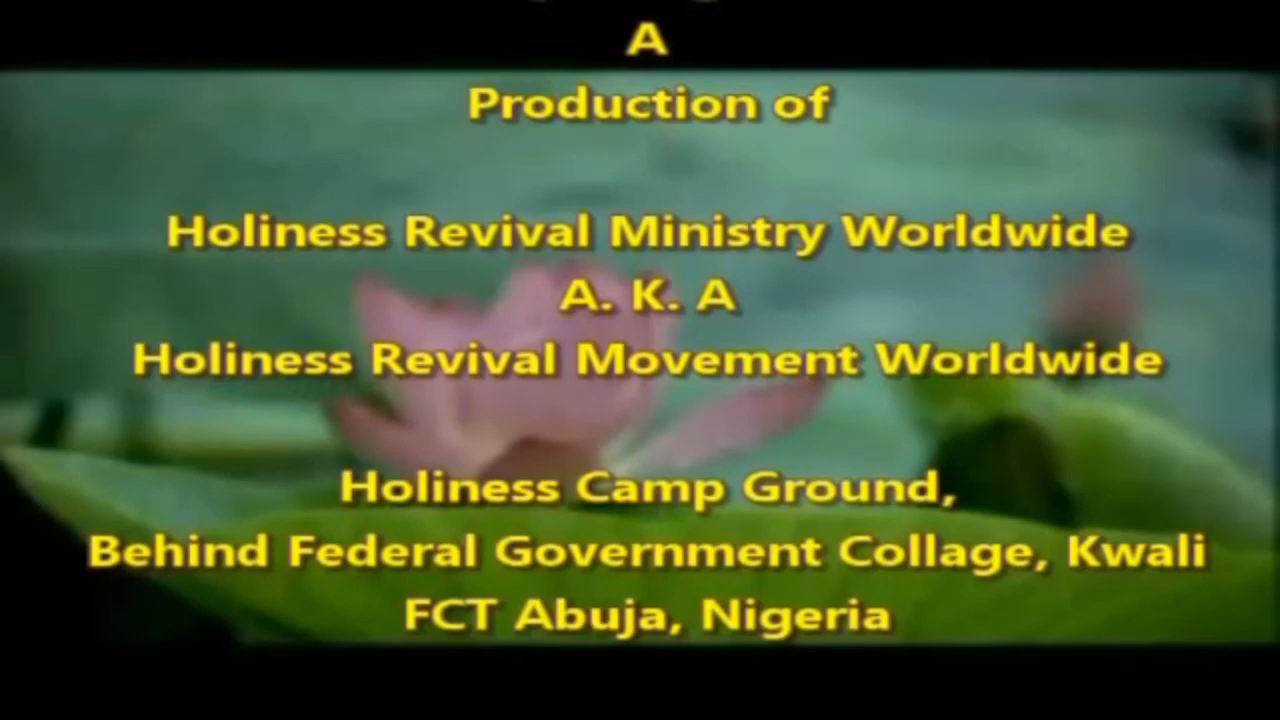 A
Production of
Holiness Revival Ministry Worldwide
A. K. A
Holiness Revival Movement Worldwide
Holiness Camp Ground,
Behind Federal Government Collage, Kwali
FCT Abuja, Nigeria